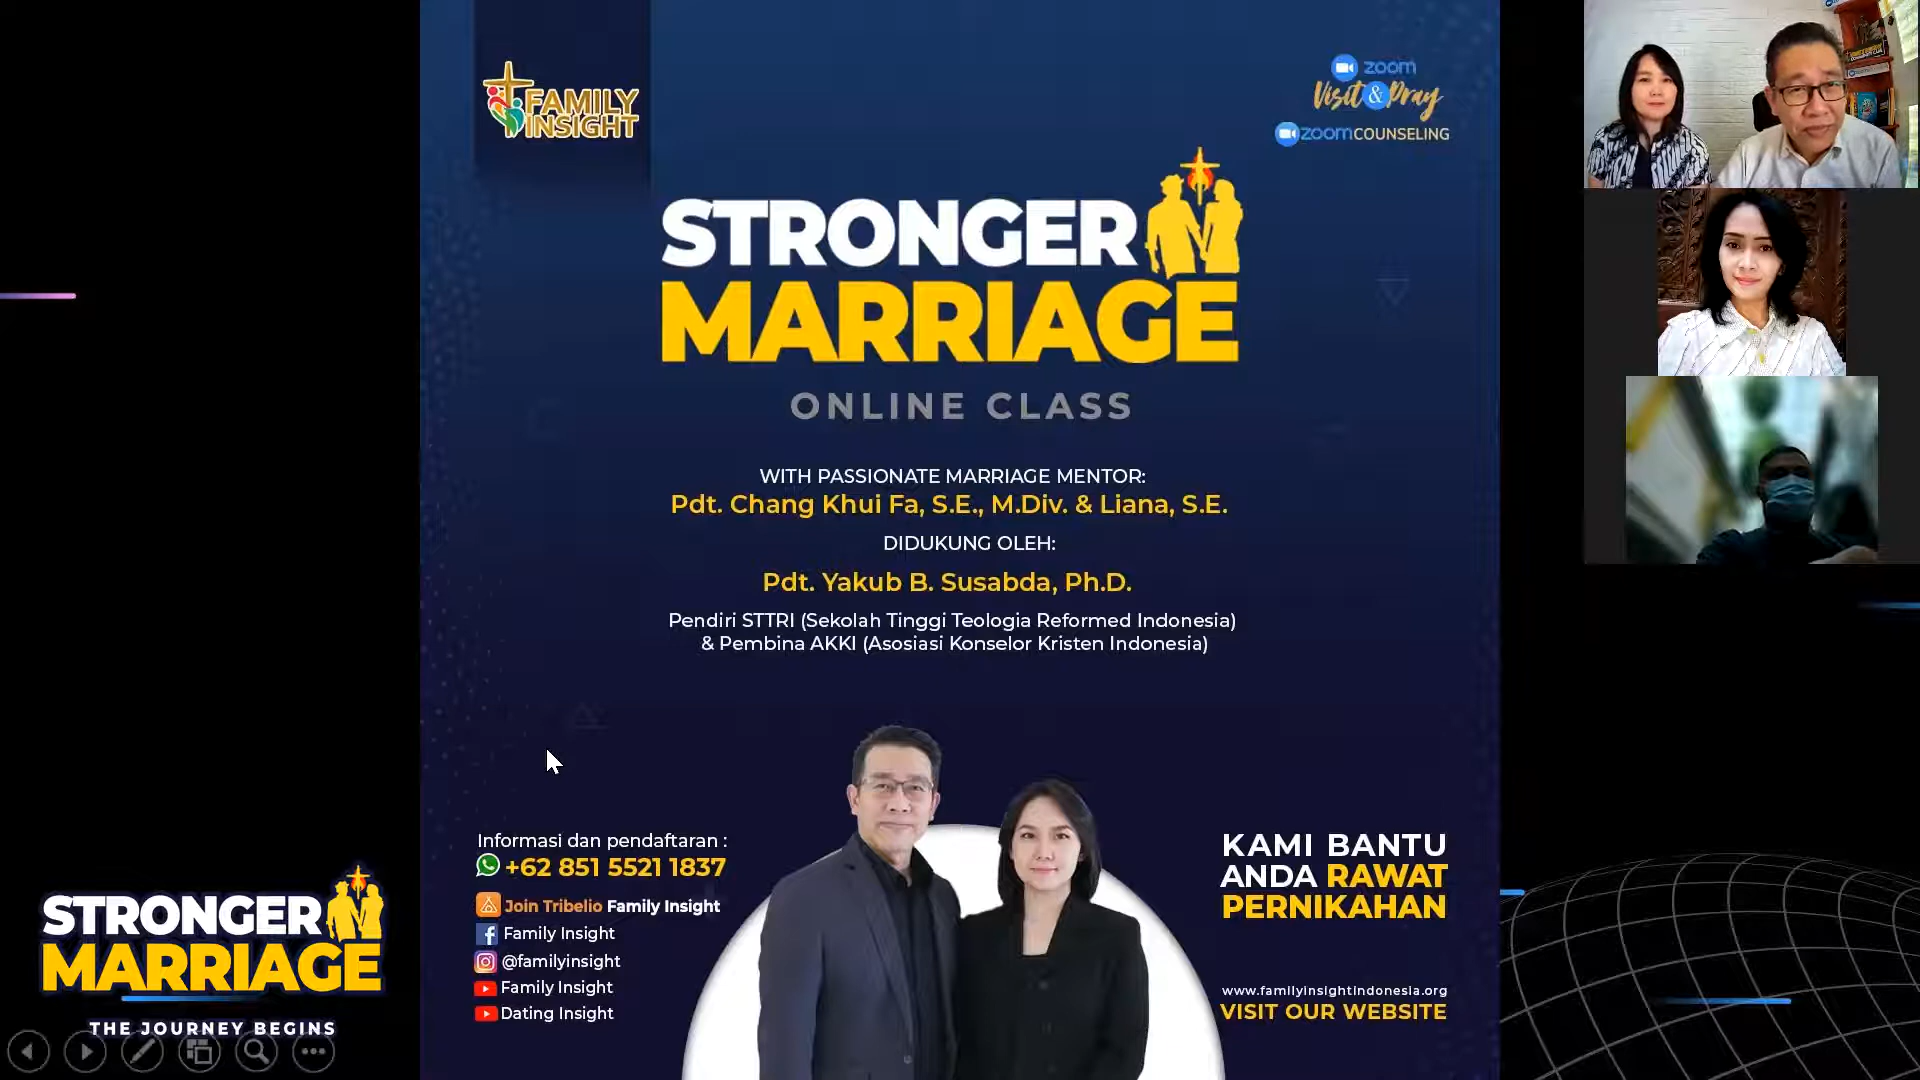 FAMILY
INSIGHT
zoom
Visit & Pray
zoom COUNSELING
STRONGER
MARRIAGE
ONLINE CLASS
WITH PASSIONATE MARRIAGE MENTOR:
Pdt. Chang Khui Fa, S.E., M.Div. & Liana, S.E.
DIDUKUNG OLEH:
Pdt. Yakub B. Susabda, Ph.D.
Pendiri STTRI (Sekolah Tinggi Teologia Reformed Indonesia)
& Pembina AKKI (Asosiasi Konselor Kristen Indonesia)
Informasi dan pendaftaran :
+62 851 5521 1837
Join Tribelio Family Insight
Family Insight
@familyinsight
Family Insight
Dating Insight
KAMI BANTU
ANDA RAWAT
PERNIKAHAN
www.familyinsightindonesia.org
VISIT OUR WEBSITE
STRONGER
MARRIAGE
THE JOURNEY BEGINS